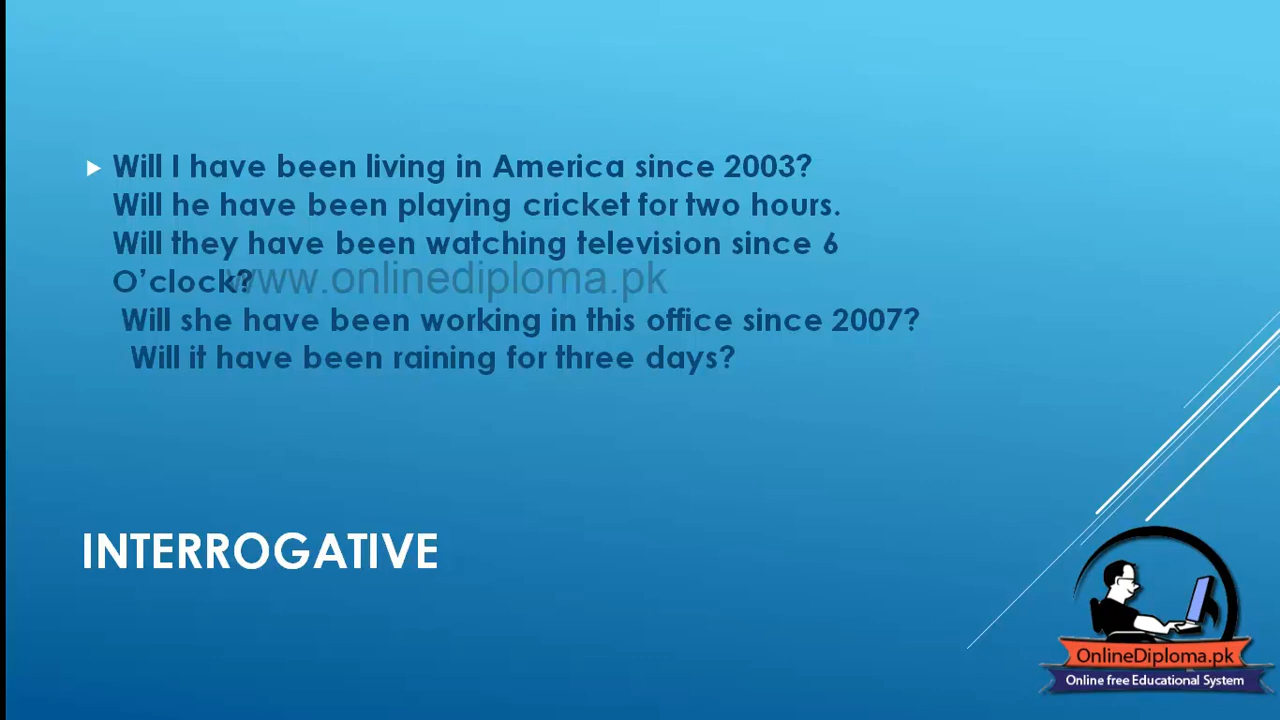 Will I have been living in America since 2003?
Will he have been playing cricket for two hours.
Will they have been watching television since 6
O'clock?
www.onlinediploma.pk
Will she have been working in this office since 2007?
Will it have been raining for three days?
INTERROGATIVE
OnlineDiploma.pk
Online free Educational System